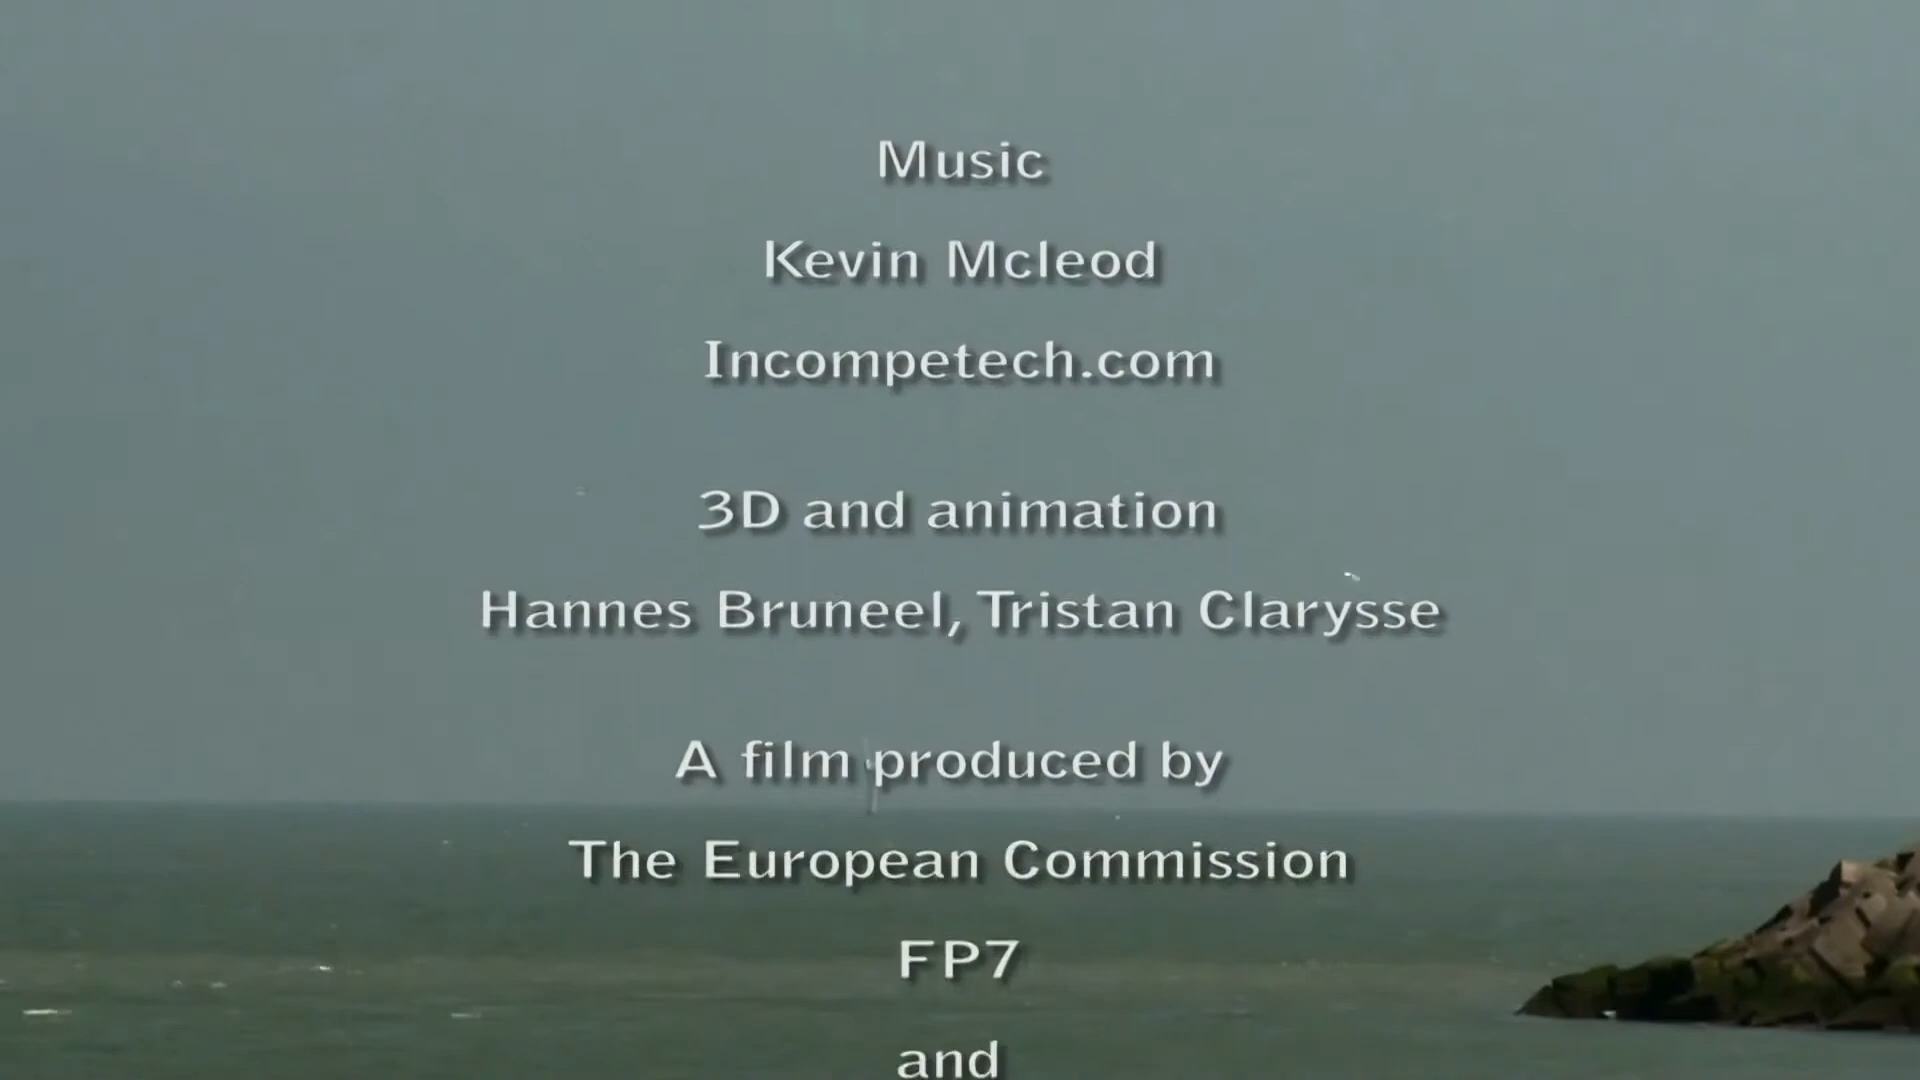 Music
Kevin Mcleod
Incompetech.com
3D and animation
Hannes Bruneel, Tristan Clarysse
A film produced by
The European Commission
FP7
and